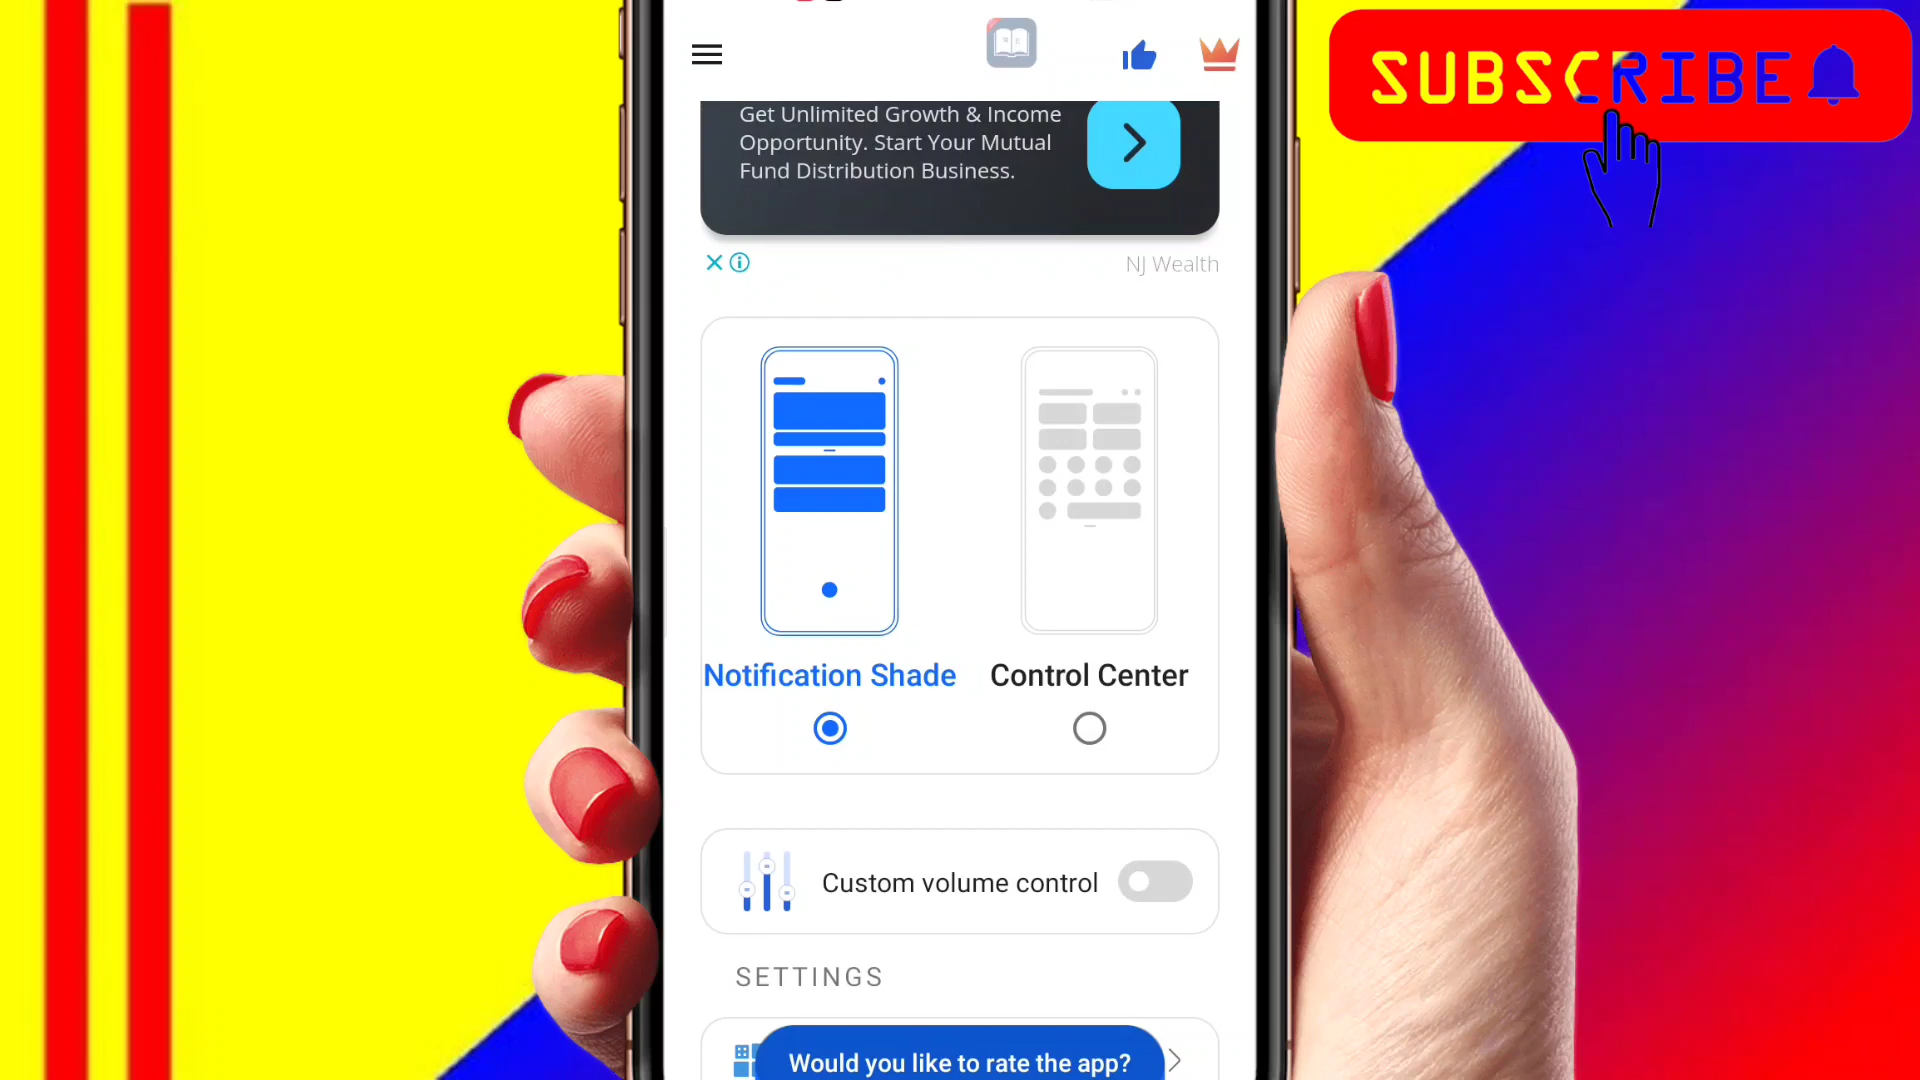 SUBSCRIBE
Get Unlimited Growth & Income
Opportunity. Start Your Mutual
Fund Distribution Business.
NJ Wealth
Notification Shade
Control Center
Custom volume control
SETTINGS
Would you like to rate the app?